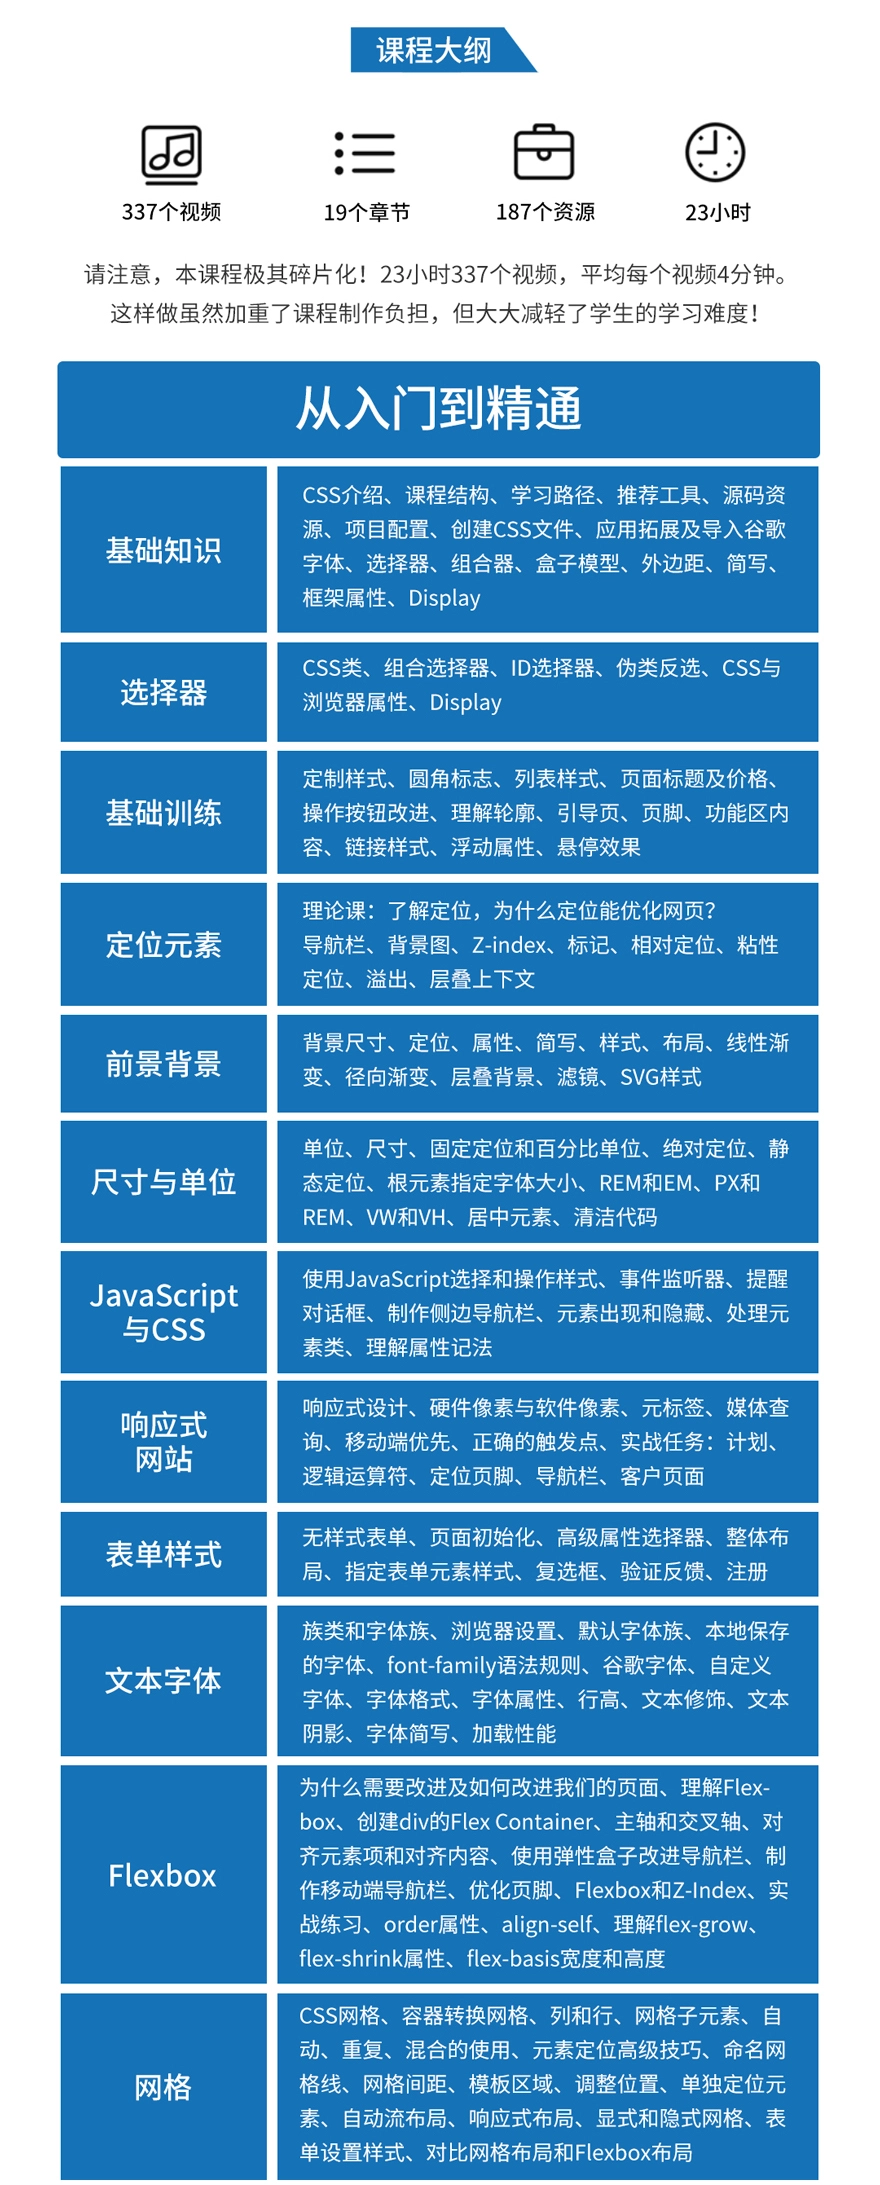 课程大纲
337个视频
19个章节
187个资源
23小时
请注意，本课程极其碎片化！23小时337个视频，平均每个视频4分钟。
这样做虽然加重了课程制作负担，但大大减轻了学生的学习难度！
从入门到精通
基础知识
CSS介绍、课程结构、学习路径、推荐工具、源码资
源、项目配置、创建CSS文件、应用拓展及导入谷歌
字体、选择器、组合器、盒子模型、外边距、简写、
框架属性、Display
选择器
CSS类、组合选择器、ID选择器、伪类反选、CSS与
浏览器属性、Display
基础训练
定制样式、圆角标志、列表样式、页面标题及价格、
操作按钮改进、理解轮廓、引导页、页脚、功能区内
容、链接样式、浮动属性、悬停效果
定位元素
理论课：了解定位，为什么定位能优化网页？
导航栏、背景图、Z-index、标记、相对定位、粘性
定位、溢出、层叠上下文
前景背景
背景尺寸、定位、属性、简写、样式、布局、线性渐
变、径向渐变、层叠背景、滤镜、SVG样式
尺寸与单位
单位、尺寸、固定定位和百分比单位、绝对定位、静
态定位、根元素指定字体大小、REM和EM、PX和
REM、VW和VH、居中元素、清洁代码
JavaScript
与CSS
使用JavaScript选择和操作样式、事件监听器、提醒
对话框、制作侧边导航栏、元素出现和隐藏、处理元
素类、理解属性记法
响应式
网站
响应式设计、硬件像素与软件像素、元标签、媒体查
询、移动端优先、正确的触发点、实战任务：计划、
逻辑运算符、定位页脚、导航栏、客户页面
表单样式
无样式表单、页面初始化、高级属性选择器、整体布
局、指定表单元素样式、复选框、验证反馈、注册
文本字体
族类和字体族、浏览器设置、默认字体族、本地保存
的字体、font-family语法规则、谷歌字体、自定义
字体、字体格式、字体属性、行高、文本修饰、文本
阴影、字体简写、加载性能
Flexbox
为什么需要改进及如何改进我们的页面、理解Flex-
box、创建div的Flex Container、主轴和交叉轴、对
齐元素项和对齐内容、使用弹性盒子改进导航栏、制
作移动端导航栏、优化页脚、Flexbox和Z-Index、实
战练习、order属性、align-self、理解flex-grow、
flex-shrink属性、flex-basis宽度和高度
网格
CSS网格、容器转换网格、列和行、网格子元素、自
动、重复、混合的使用、元素定位高级技巧、命名网
格线、网格间距、模板区域、调整位置、单独定位元
素、自动流布局、响应式布局、显式和隐式网格、表
单设置样式、对比网格布局和Flexbox布局